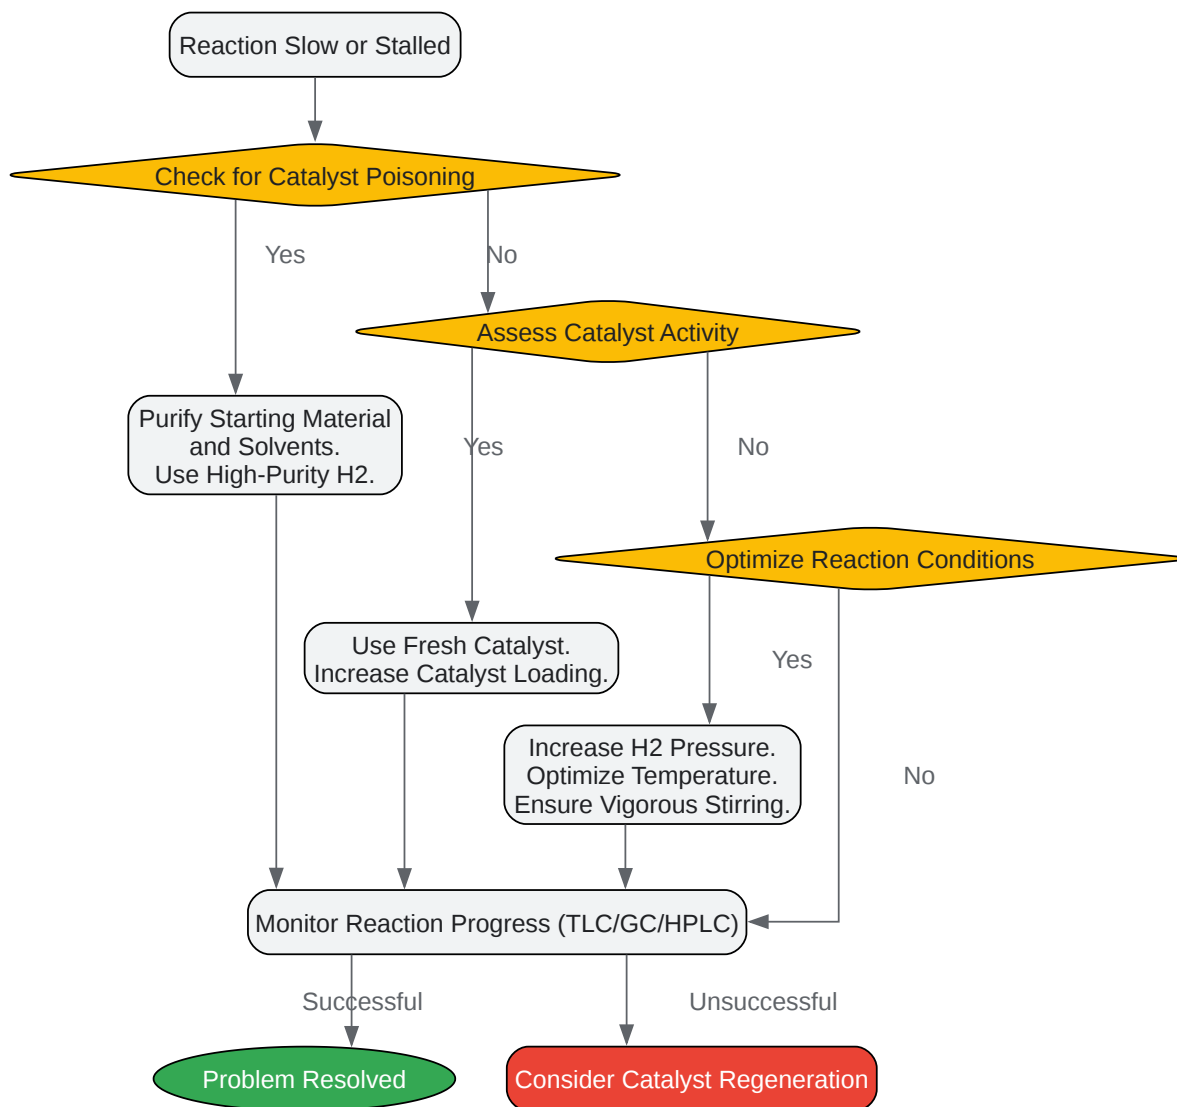 Reaction Slow or Stalled
Check for Catalyst Poisoning
Yes
No
Assess Catalyst Activity
Purify Starting Material
and Solvents.
Use High-Purity H2.
Yes
No
Optimize Reaction Conditions
Use Fresh Catalyst.
Increase Catalyst Loading.
Yes
Increase H2 Pressure.
Optimize Temperature.
Ensure Vigorous Stirring.
No
Monitor Reaction Progress (TLC/GC/HPLC)
Successful
Unsuccessful
Problem Resolved
Consider Catalyst Regeneration